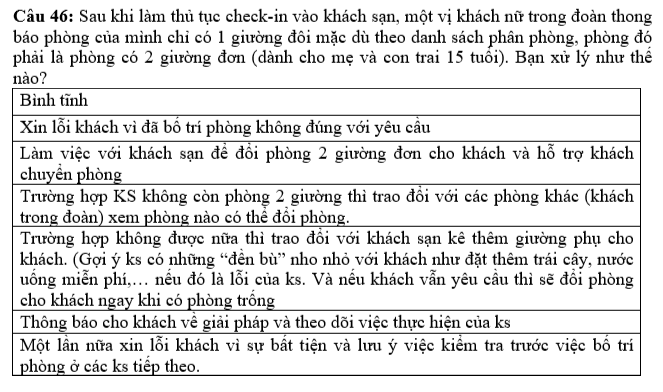 Câu 46: Sau khi làm thủ tục check-in vào khách sạn, một vị khách nữ trong đoàn thong
báo phòng của mình chỉ có 1 giường đôi mặc dù theo danh sách phân phòng, phòng đó
phải là phòng có 2 giường đơn (dành cho mẹ và con trai 15 tuổi). Bạn xử lý như thế
nào?
Bình tĩnh
Xin lỗi khách vì đã bố trí phòng không đúng với yêu cầu
Làm việc với khách sạn để đổi phòng 2 giường đơn cho khách và hỗ trợ khách
chuyển phòng
Trường hợp KS không còn phòng 2 giường thì trao đổi với các phòng khác (khách
trong đoàn) xem phòng nào có thể đổi phòng.
Trường hợp không được nữa thì trao đổi với khách sạn kê thêm giường phụ cho
khách. (Gợi ý ks có những “đền bù” nho nhỏ với khách như đặt thêm trái cây, nước
uống miễn phí,… nếu đó là lỗi của ks. Và nếu khách vẫn yêu cầu thì sẽ đổi phòng
cho khách ngay khi có phòng trống
Thông báo cho khách về giải pháp và theo dõi việc thực hiện của ks
Một lần nữa xin lỗi khách vì sự bất tiện và lưu ý việc kiểm tra trước việc bố trí
phòng ở các ks tiếp theo.